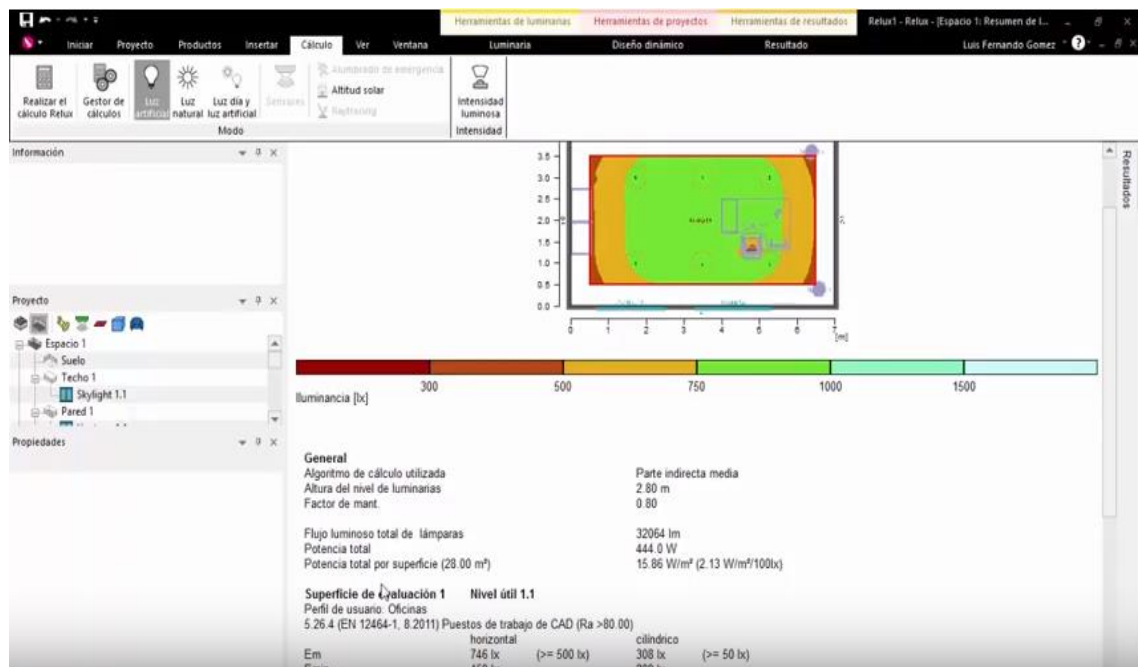 Herramientas de luminarias Herramientas de proyectos Herramientas de resultados Relux1 - Relux - [Espacio 1: Resumen de l...
Iniciar Proyecto Productos Insertar Cálculo Ver Ventana Luminaria Diseño dinámico Resultado Luis Fernando Gomez
Realizar el cálculo Relux
Gestor de cálculos
Luz artificial
Luz natural
Luz día y luz artificial
Sensores
Alumbrado de emergencia
Altitud solar
Raytracing
Intensidad luminosa
Modo
Intensidad
Información
Resultados
3.5
3.0
2.5
2.0
1.5
1.0
0.5
0.0
0 1 2 3 4 5 6 7
[m]
Proyecto
Espacio 1
Suelo
Techo 1
Skylight 1.1
Pared 1
Propiedades
300 500 750 1000 1500
Iluminancia [lx]
General
Algoritmo de cálculo utilizada Parte indirecta media
Altura del nivel de luminarias 2.80 m
Factor de mant. 0.80
Flujo luminoso total de lámparas 32064 lm
Potencia total 444.0 W
Potencia total por superficie (28.00 m²) 15.86 W/m² (2.13 W/m²/100lx)
Superficie de evaluación 1 Nivel útil 1.1
Perfil de usuario: Oficinas
5.26.4 (EN 12464-1, 8.2011) Puestos de trabajo de CAD (Ra >80.00)
horizontal cilíndrico
Em 746 lx (>= 500 lx) 308 lx (>= 50 lx)